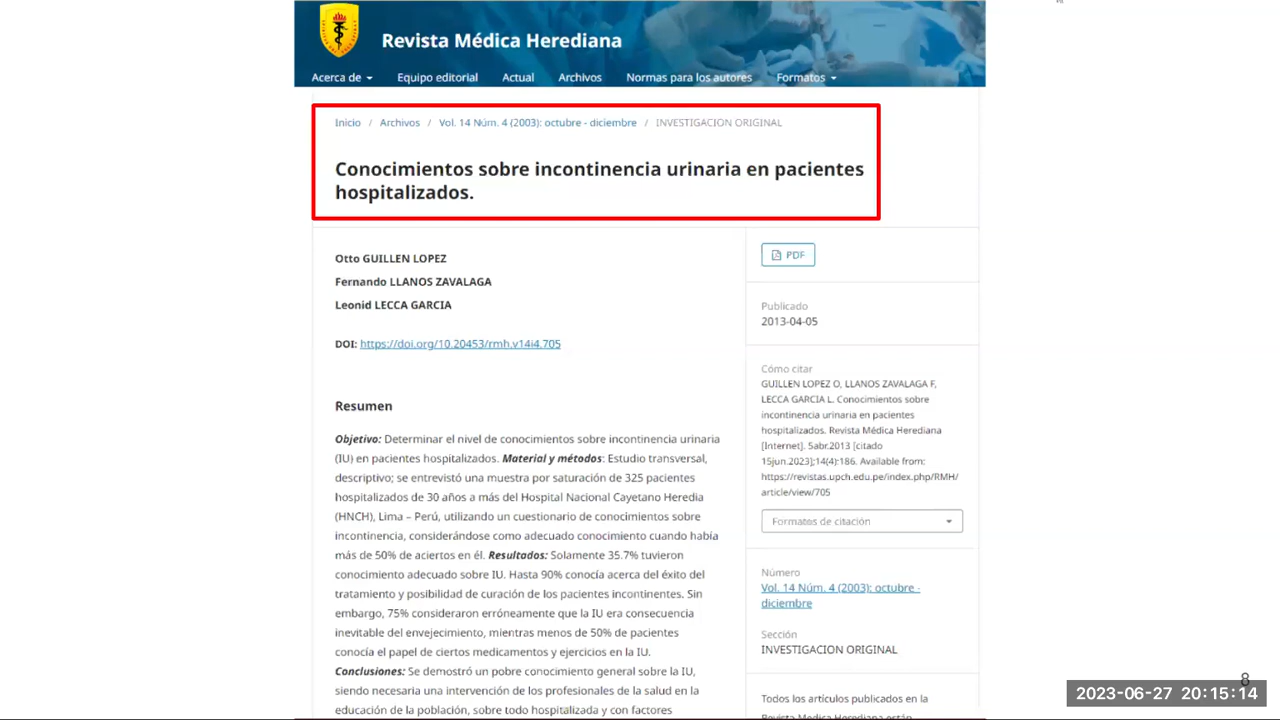 Revista Médica Herediana
Acerca de Equipo editorial Actual Archivos Normas para los autores Formatos
Inicio / Archivos / Vol. 14 Núm. 4 (2003): octubre - diciembre / INVESTIGACION ORIGINAL
Conocimientos sobre incontinencia urinaria en pacientes
hospitalizados.
Otto GUILLEN LOPEZ
Fernando LLANOS ZAVALAGA
Leonid LECCA GARCIA
DOI: https://doi.org/10.20453/rmh.v14i4.705
Resumen
Objetivo: Determinar el nivel de conocimientos sobre incontinencia urinaria
(IU) en pacientes hospitalizados. Material y métodos: Estudio transversal,
descriptivo; se entrevistó una muestra por saturación de 325 pacientes
hospitalizados de 30 años a más del Hospital Nacional Cayetano Heredia
(HNCH), Lima – Perú, utilizando un cuestionario de conocimientos sobre
incontinencia, considerándose como adecuado conocimiento cuando había
más de 50% de aciertos en él. Resultados: Solamente 35.7% tuvieron
conocimiento adecuado sobre IU. Hasta 90% conocía acerca del éxito del
tratamiento y posibilidad de curación de los pacientes incontinentes. Sin
embargo, 75% consideraron erróneamente que la IU era consecuencia
inevitable del envejecimiento, mientras menos de 50% de pacientes
conocía el papel de ciertos medicamentos y ejercicios en la IU.
Conclusiones: Se demostró un pobre conocimiento general sobre la IU,
siendo necesaria una intervención de los profesionales de la salud en la
educación de la población, sobre todo hospitalizada y con factores
PDF
Publicado
2013-04-05
Cómo citar
GUILLEN LOPEZ O, LLANOS ZAVALAGA F,
LECCA GARCIA L. Conocimientos sobre
incontinencia urinaria en pacientes
hospitalizados. Revista Médica Herediana
[Internet]. 5abr.2013 [citado
15jun.2023];14(4):186. Available from:
https://revistas.upch.edu.pe/index.php/RMH/
article/view/705
Formatos de citación
Número
Vol. 14 Núm. 4 (2003): octubre -
diciembre
Sección
INVESTIGACION ORIGINAL
Todos los artículos publicados en la
Revista Medica Herediana están
8
2023-06-27 20:15:14